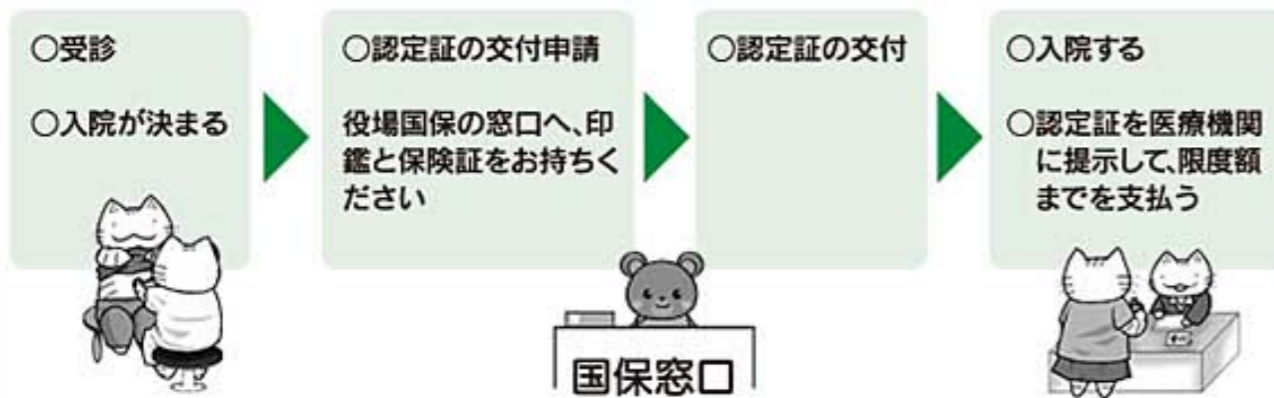 ○受診
○入院が決まる
○認定証の交付申請
役場国保の窓口へ、印
鑑と保険証をお持ちく
ださい
○認定証の交付
○入院する
○認定証を医療機関
に提示して、限度額
までを支払う
国保窓口